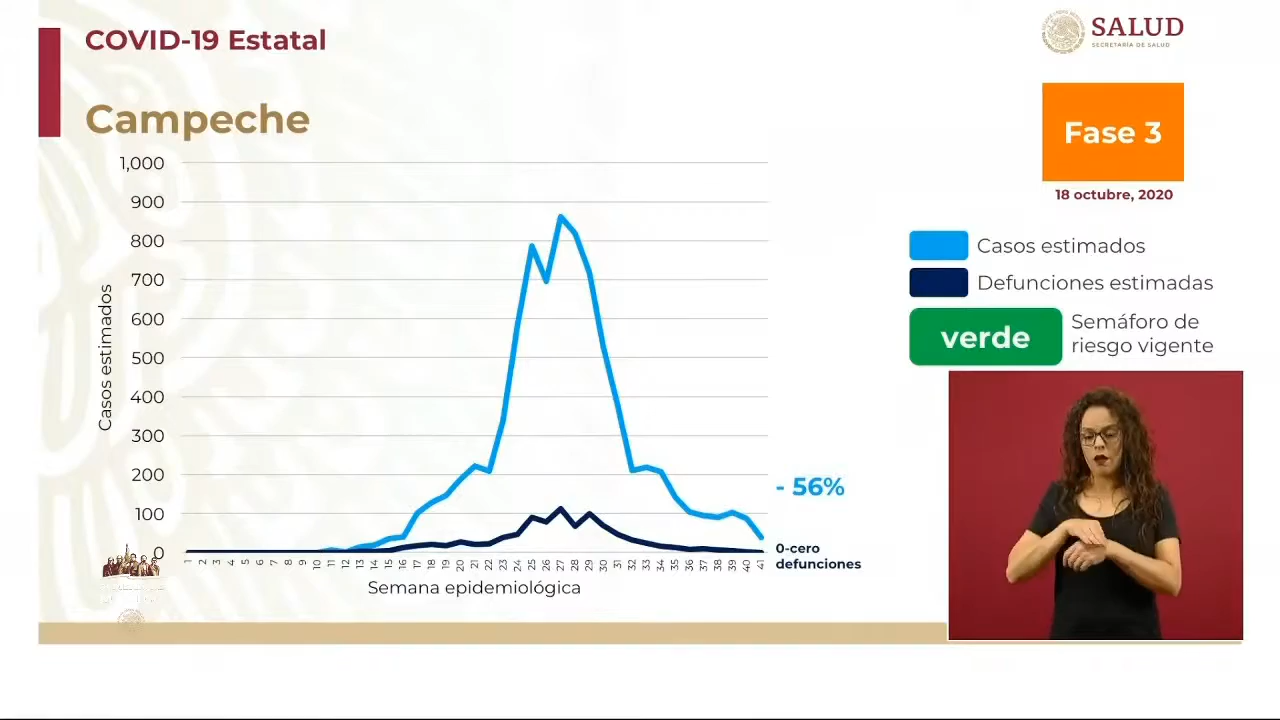 COVID-19 Estatal
SALUD
SECRETARÍA DE SALUD
Campeche
Fase 3
18 octubre, 2020
1,000
900
800
700
600
500
400
300
200
100
0
Casos estimados
1 2 3 4 5 6 7 8 9 10 11 12 13 14 15 16 17 18 19 20 21 22 23 24 25 26 27 28 29 30 31 32 33 34 35 36 37 38 39 40 41
Semana epidemiológica
- 56%
0-cero
defunciones
Casos estimados
Defunciones estimadas
verde
Semáforo de
riesgo vigente